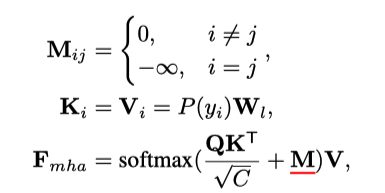 M_{ij} = { 0, i ≠ j
−∞, i = j ,
K_i = V_i = P(y_i)W_l,
F_{mha} = softmax(QK^⊤ / √C + M)V,